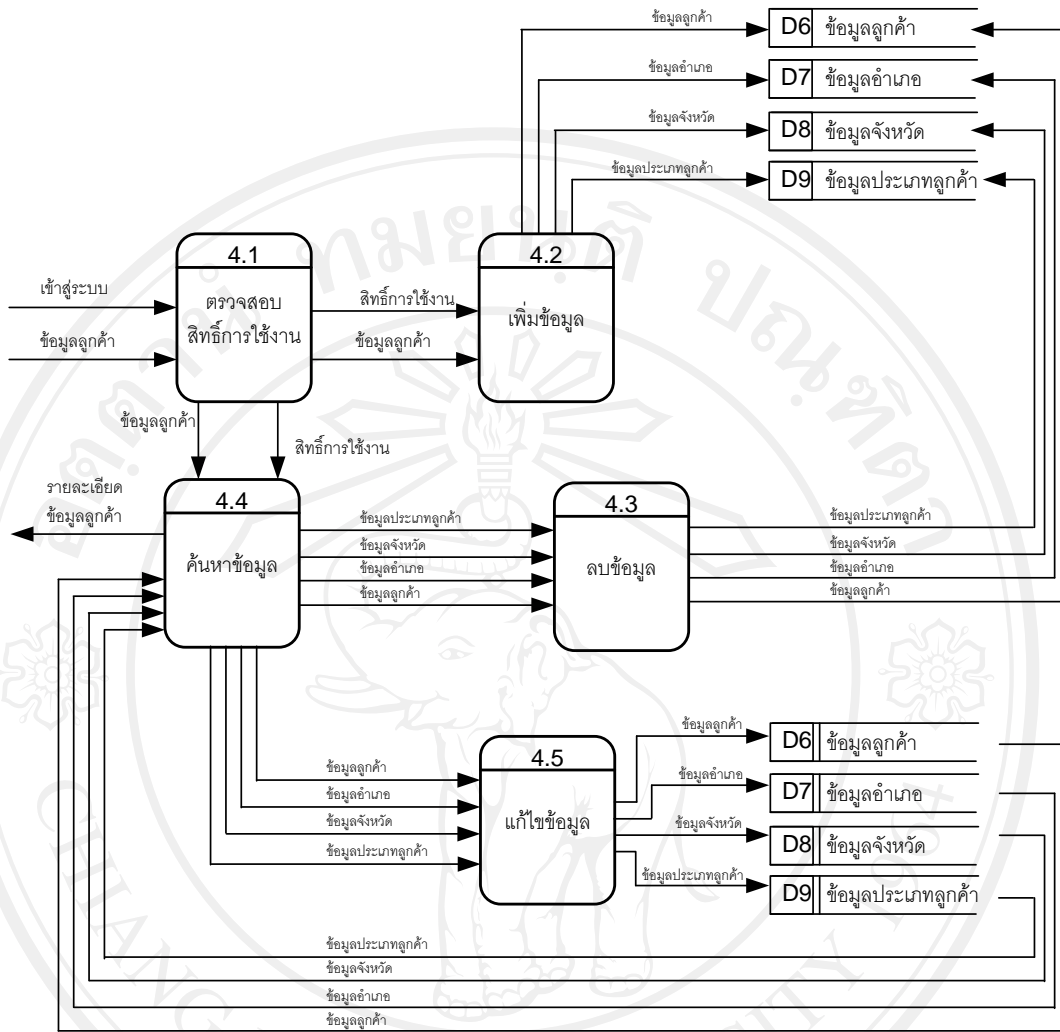 ข้อมูลลูกค้า
D6 ข้อมูลลูกค้า
ข้อมูลอำเภอ
D7 ข้อมูลอำเภอ
ข้อมูลจังหวัด
D8 ข้อมูลจังหวัด
ข้อมูลประเภทลูกค้า
D9 ข้อมูลประเภทลูกค้า
4.1
ตรวจสอบ
สิทธิ์การใช้งาน
4.2
เพิ่มข้อมูล
เข้าสู่ระบบ
ข้อมูลลูกค้า
สิทธิ์การใช้งาน
ข้อมูลลูกค้า
ข้อมูลลูกค้า
สิทธิ์การใช้งาน
รายละเอียด
ข้อมูลลูกค้า
4.4
ค้นหาข้อมูล
ข้อมูลประเภทลูกค้า
ข้อมูลจังหวัด
ข้อมูลอำเภอ
ข้อมูลลูกค้า
4.3
ลบข้อมูล
ข้อมูลประเภทลูกค้า
ข้อมูลจังหวัด
ข้อมูลอำเภอ
ข้อมูลลูกค้า
ข้อมูลลูกค้า
ข้อมูลอำเภอ
ข้อมูลจังหวัด
ข้อมูลประเภทลูกค้า
4.5
แก้ไขข้อมูล
ข้อมูลลูกค้า
D6 ข้อมูลลูกค้า
ข้อมูลอำเภอ
D7 ข้อมูลอำเภอ
ข้อมูลจังหวัด
D8 ข้อมูลจังหวัด
ข้อมูลประเภทลูกค้า
D9 ข้อมูลประเภทลูกค้า
ข้อมูลประเภทลูกค้า
ข้อมูลจังหวัด
ข้อมูลอำเภอ
ข้อมูลลูกค้า